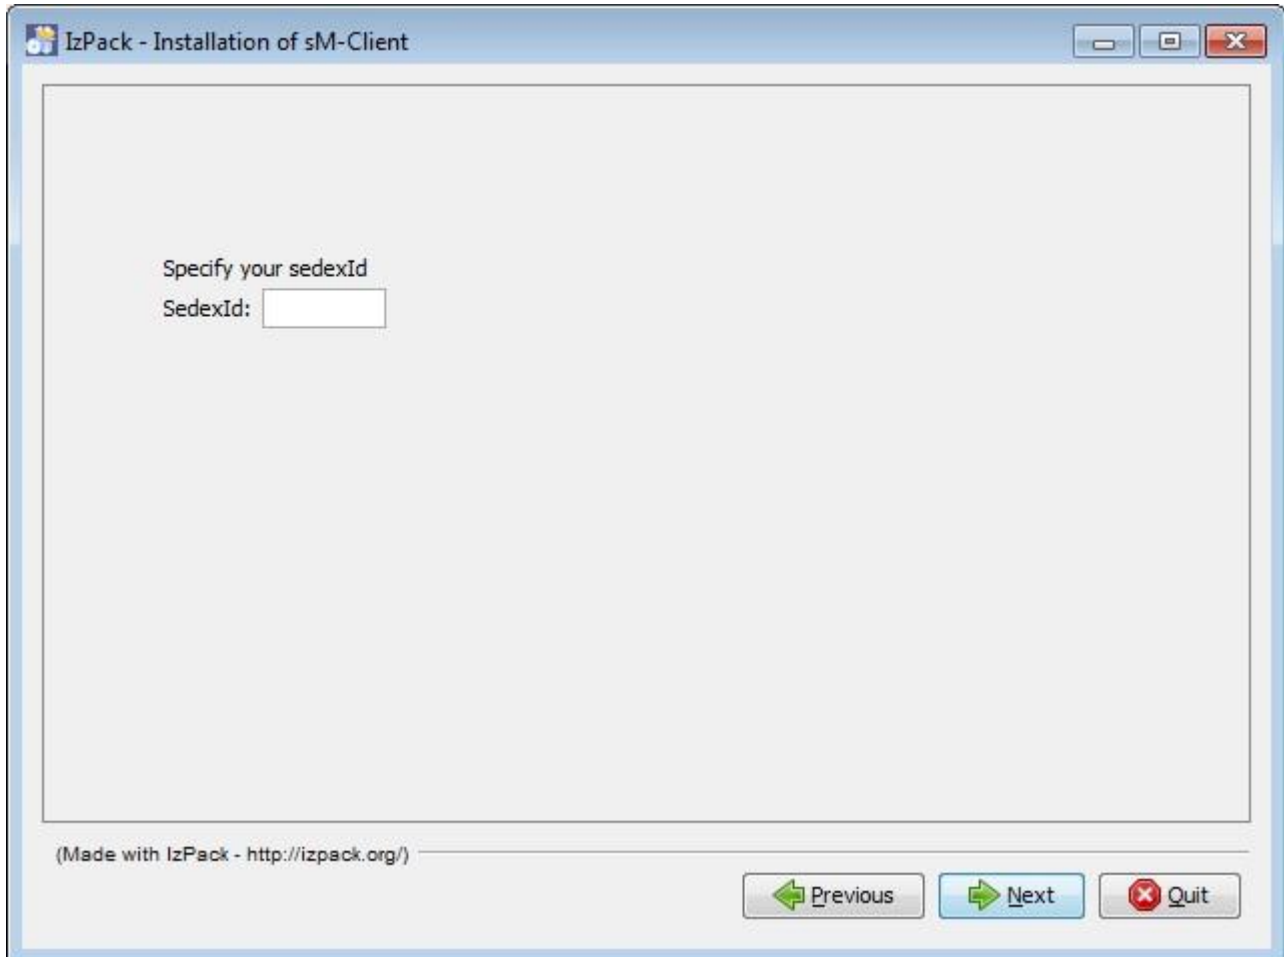 IzPack - Installation of sM-Client
Specify your sedexId
SedexId:
(Made with IzPack - http://izpack.org/)
Previous
Next
Quit